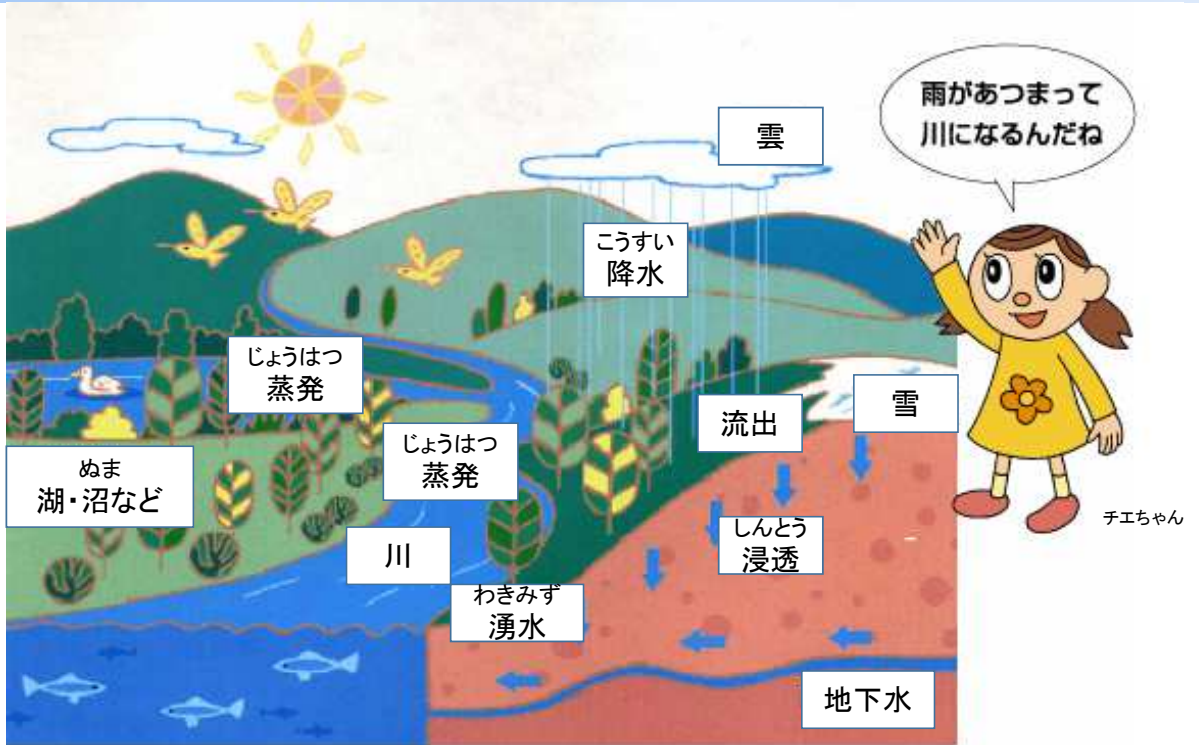 雨があつまって
川になるんだね
雲
こうすい
降水
じょうはつ
蒸発
雪
流出
じょうはつ
蒸発
ぬま
湖・沼など
チエちゃん
しんとう
浸透
川
わきみず
湧水
地下水